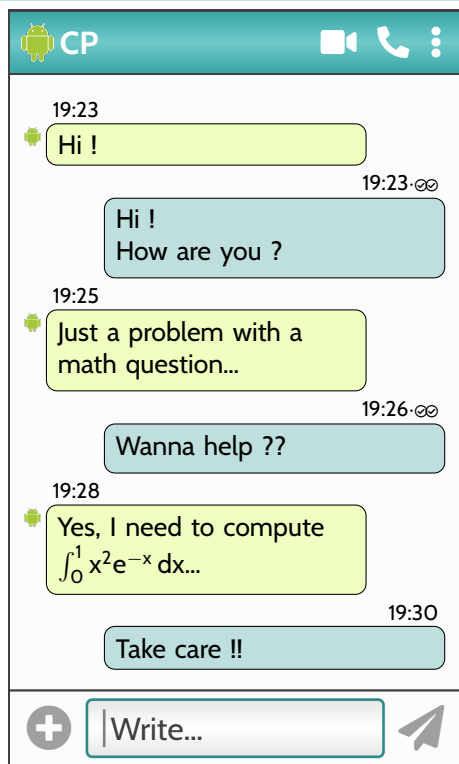 CP
19:23
Hi !
19:23
Hi !
How are you ?
19:25
Just a problem with a
math question...
19:26
Wanna help ??
19:28
Yes, I need to compute
∫₀¹ x²e⁻ˣ dx...
19:30
Take care !!
Write...